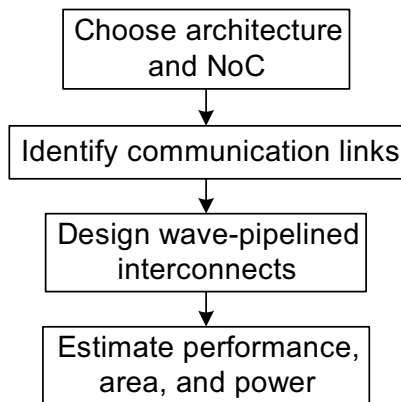 Choose architecture
and NoC
Identify communication links
Design wave-pipelined
interconnects
Estimate performance,
area, and power